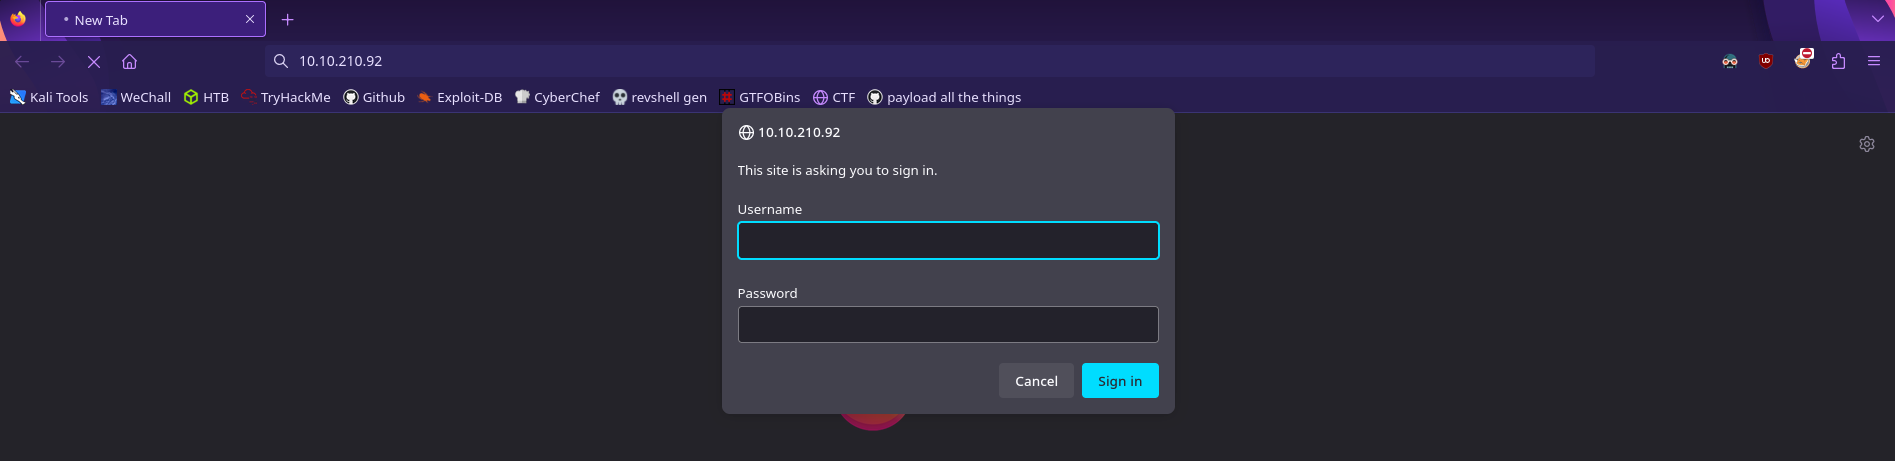 New Tab
10.10.210.92
Kali Tools WeChall HTB TryHackMe Github Exploit-DB CyberChef revshell gen GTFOBins CTF payload all the things
10.10.210.92
This site is asking you to sign in.
Username
Password
Cancel Sign in